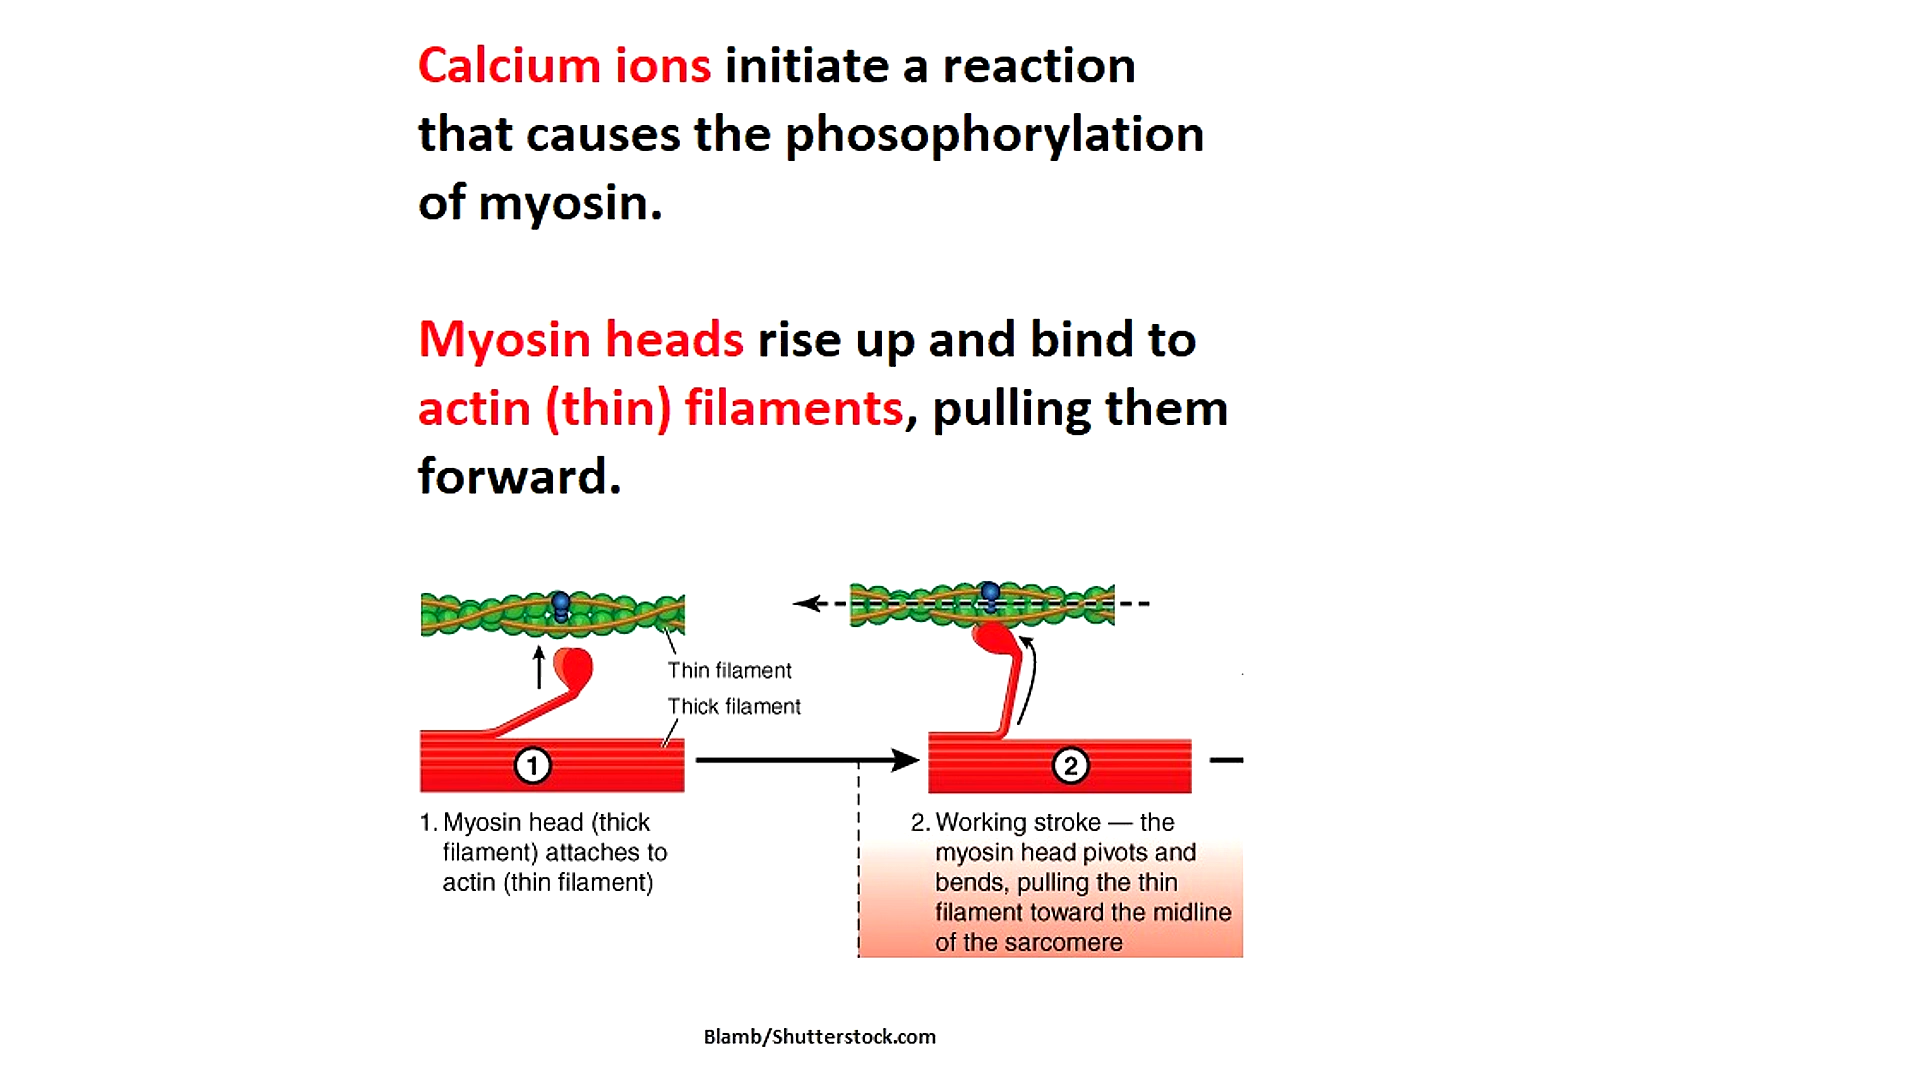 Calcium ions initiate a reaction
that causes the phosophorylation
of myosin.
Myosin heads rise up and bind to
actin (thin) filaments, pulling them
forward.
Thin filament
Thick filament
1
2
1. Myosin head (thick
filament) attaches to
actin (thin filament)
2. Working stroke — the
myosin head pivots and
bends, pulling the thin
filament toward the midline
of the sarcomere
Blamb/Shutterstock.com